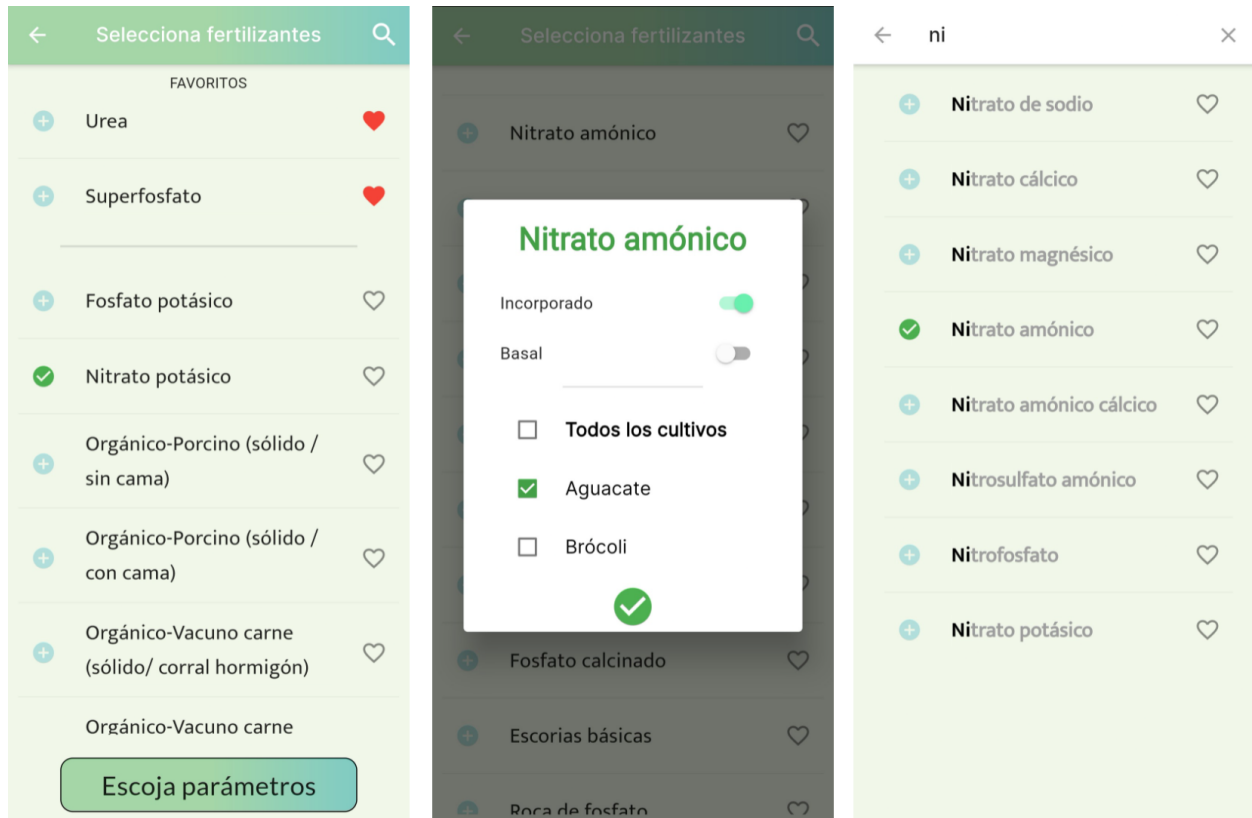 Selecciona fertilizantes
FAVORITOS
Urea
Superfosfato
Fosfato potásico
Nitrato potásico
Orgánico-Porcino (sólido /
sin cama)
Orgánico-Porcino (sólido /
con cama)
Orgánico-Vacuno carne
(sólido/ corral hormigón)
Orgánico-Vacuno carne
Escoja parámetros
Selecciona fertilizantes
Nitrato amónico
Nitrato amónico
Incorporado
Basal
Todos los cultivos
Aguacate
Brócoli
Fosfato calcinado
Escorias básicas
Roca de fosfato
ni
Nitrato de sodio
Nitrato cálcico
Nitrato magnésico
Nitrato amónico
Nitrato amónico cálcico
Nitrosulfato amónico
Nitrofosfato
Nitrato potásico